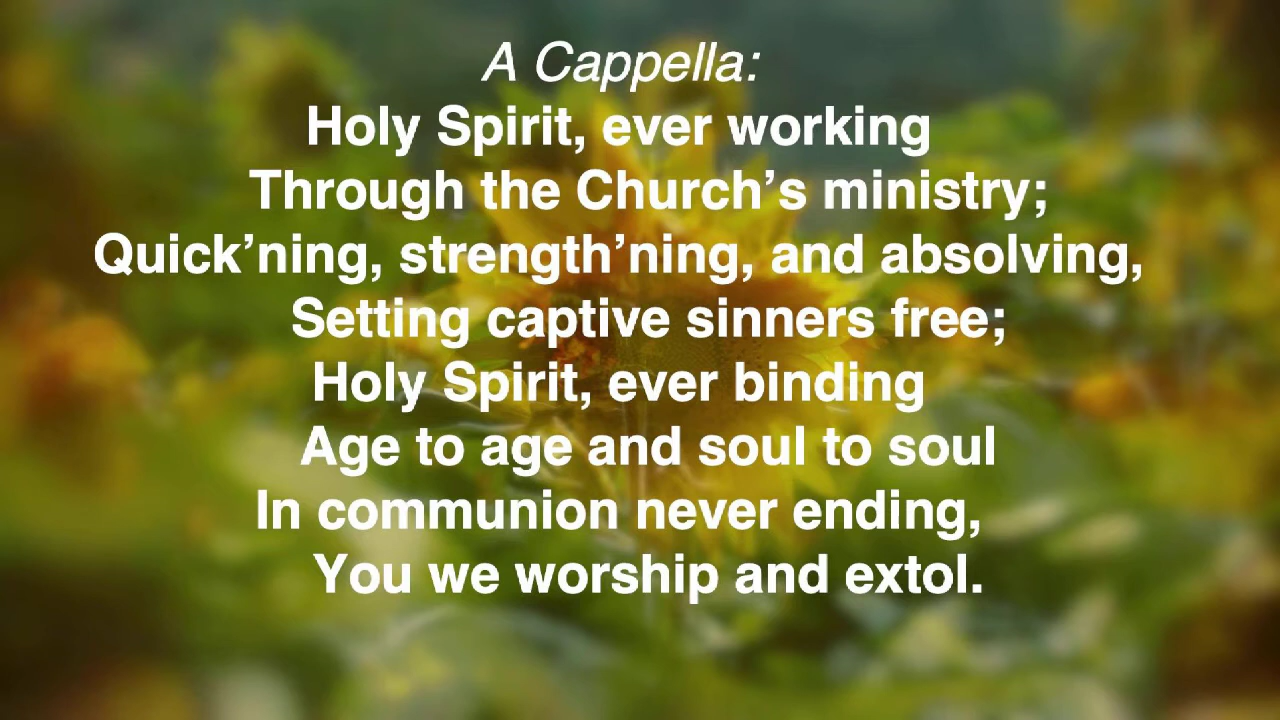 A Cappella:
Holy Spirit, ever working
Through the Church’s ministry;
Quick’ning, strength’ning, and absolving,
Setting captive sinners free;
Holy Spirit, ever binding
Age to age and soul to soul
In communion never ending,
You we worship and extol.